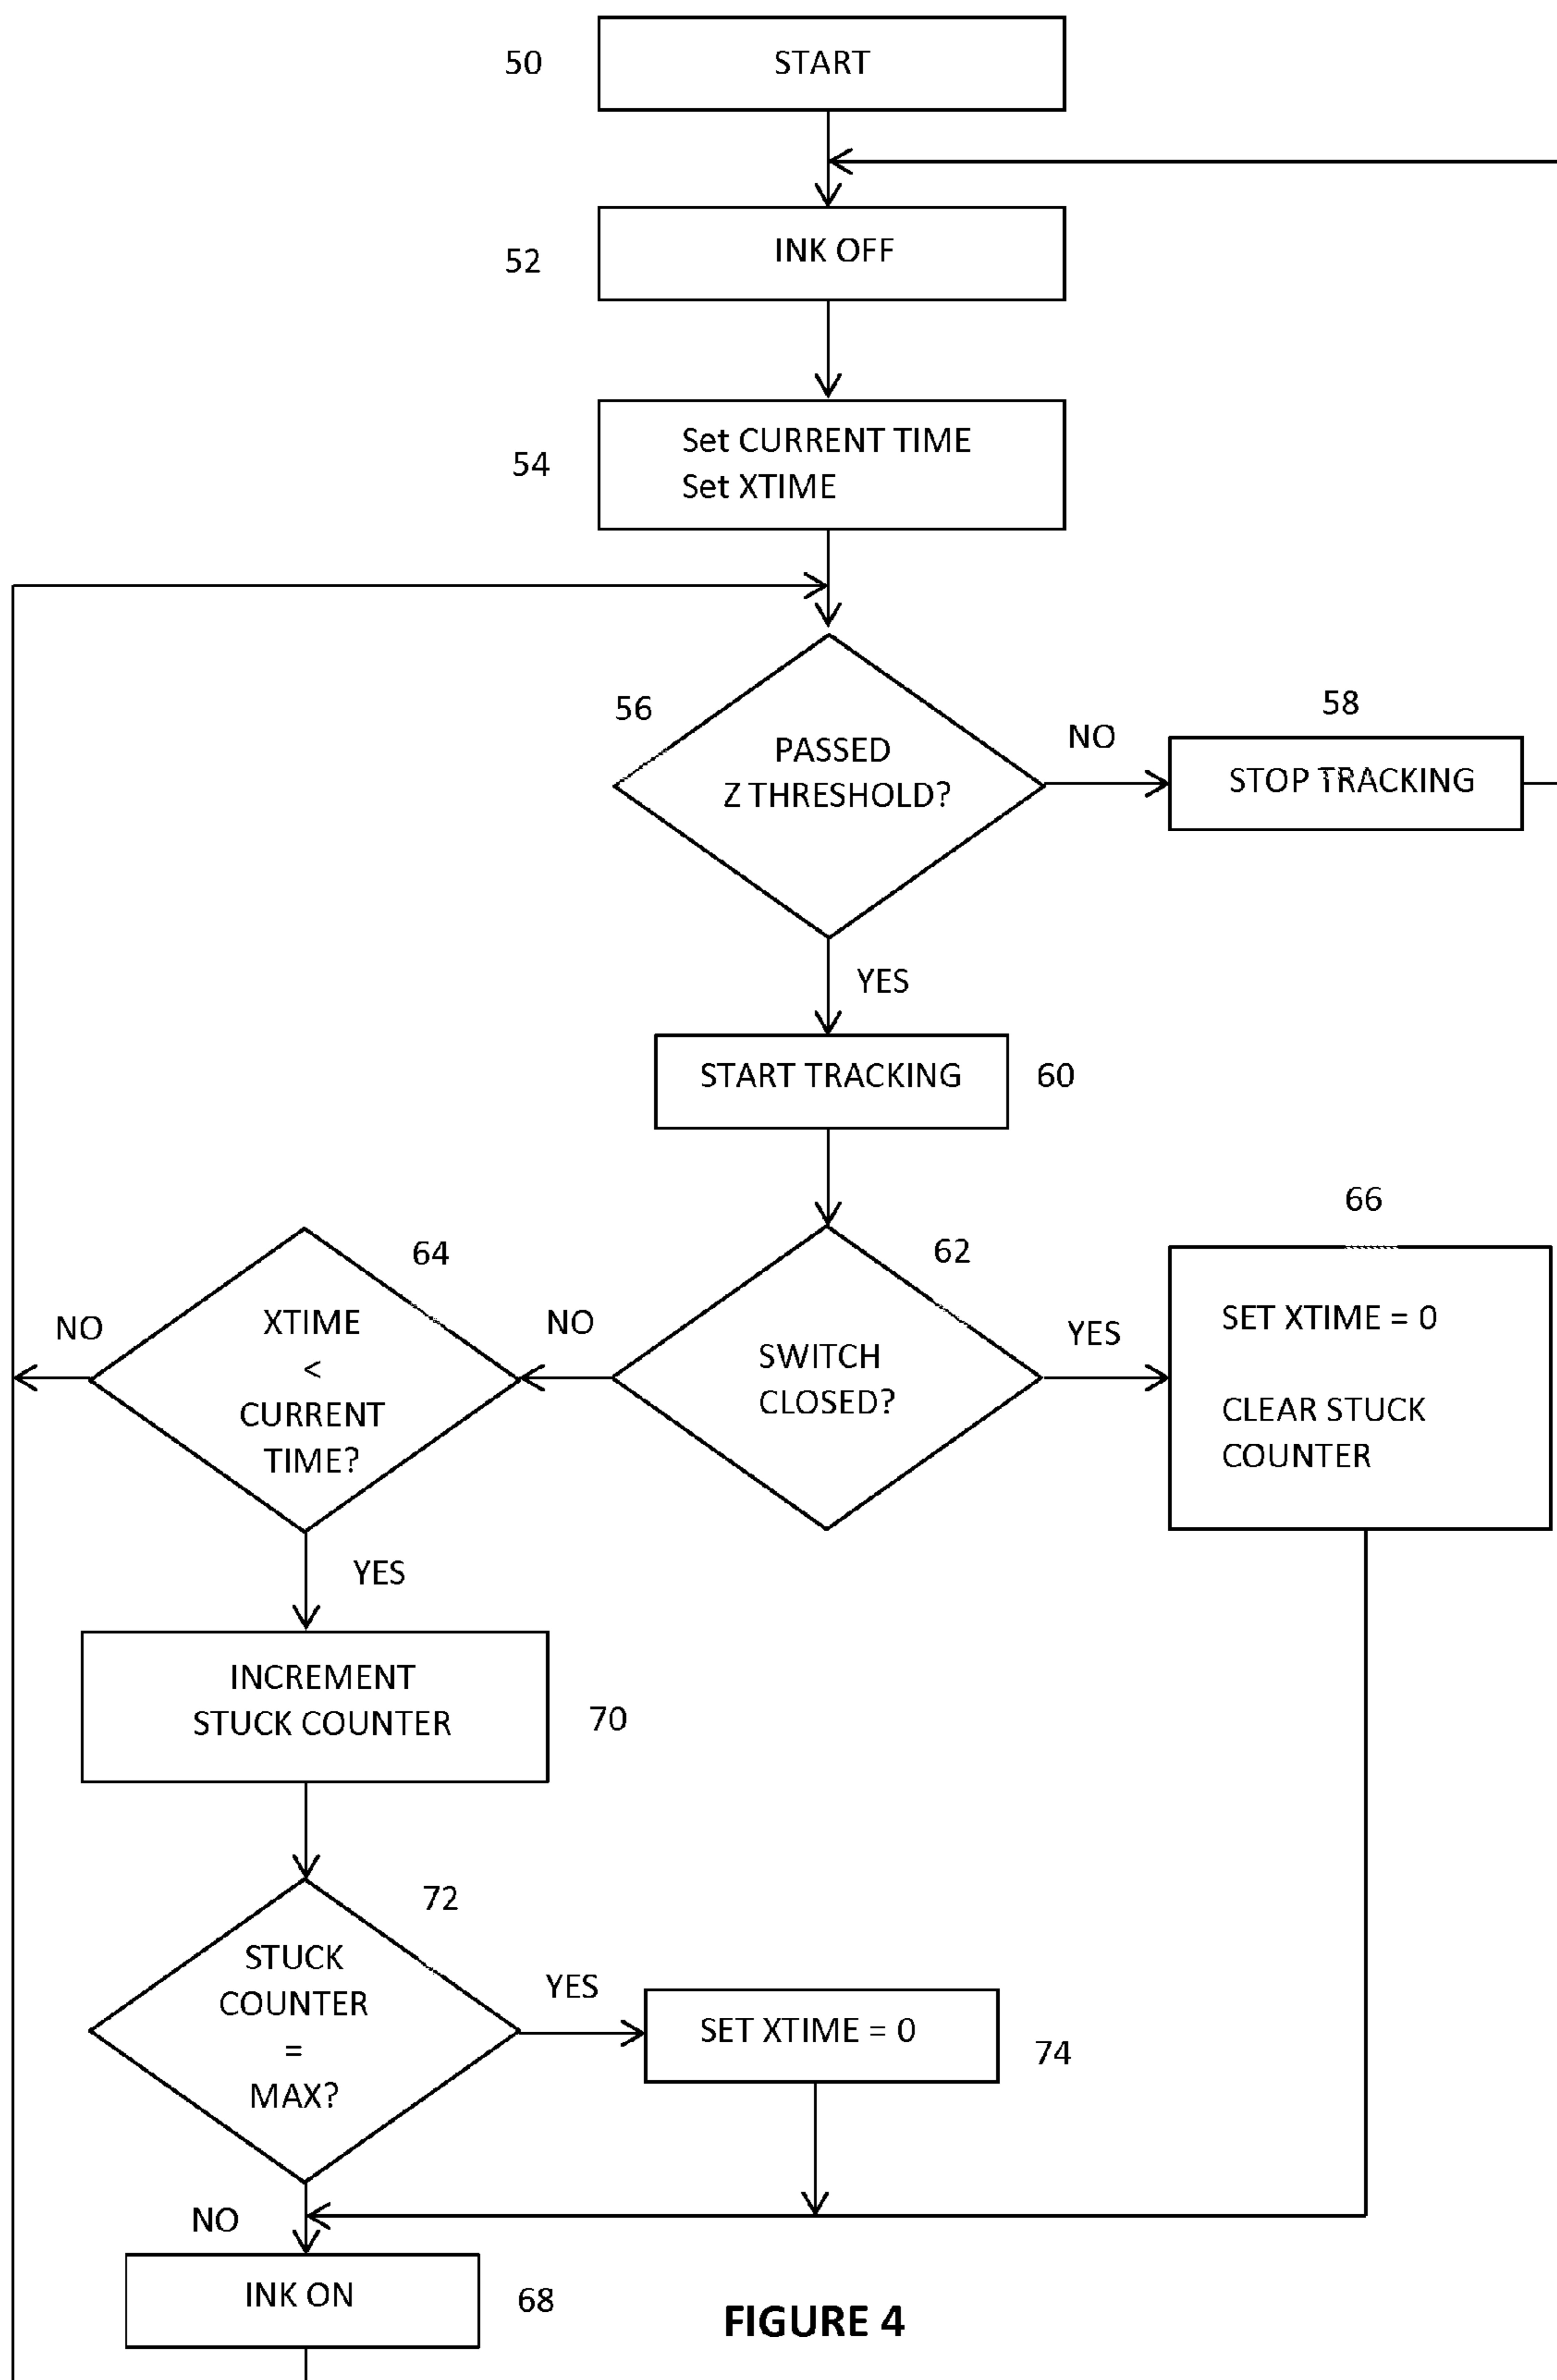 50
START
52
INK OFF
54
Set CURRENT TIME
Set XTIME
56
PASSED
Z THRESHOLD?
NO
58
STOP TRACKING
YES
START TRACKING
60
64
62
66
NO
XTIME
<
CURRENT
TIME?
NO
SWITCH
CLOSED?
YES
SET XTIME = 0
CLEAR STUCK
COUNTER
YES
INCREMENT
STUCK COUNTER
70
72
STUCK
COUNTER
=
MAX?
YES
SET XTIME = 0
74
NO
INK ON
68
FIGURE 4